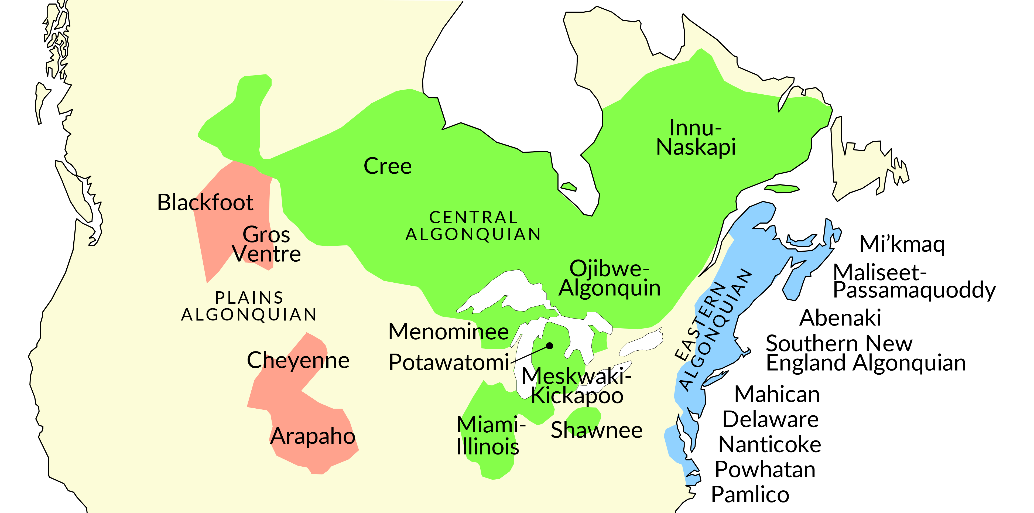 Innu-
Naskapi
Cree
Blackfoot
CENTRAL
ALGONQUIAN
Gros
Ventre
Mi'kmaq
Ojibwe-
Algonquin
Maliseet-
Passamaquoddy
PLAINS
ALGONQUIAN
EASTERN
ALGONQUIAN
Abenaki
Menominee
Southern New
England Algonquian
Cheyenne
Potawatomi
Meskwaki-
Kickapoo
Mahican
Delaware
Miami-
Illinois
Shawnee
Arapaho
Nanticoke
Powhatan
Pamlico